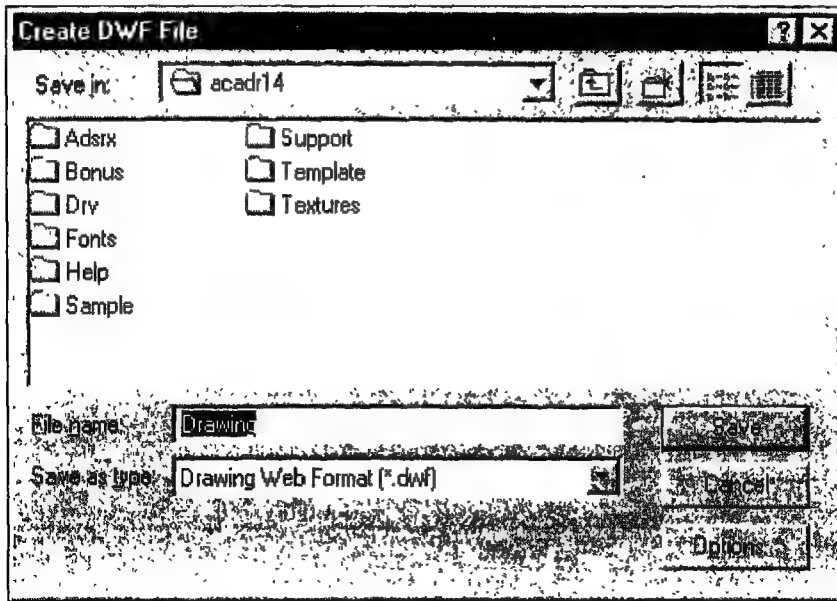 Create DWF File
Save in: acadr14
Adsrx Support
Bonus Template
Drv Textures
Fonts
Help
Sample
File name: Drawing Save
Save as type: Drawing Web Format (*.dwf) Cancel
Options...